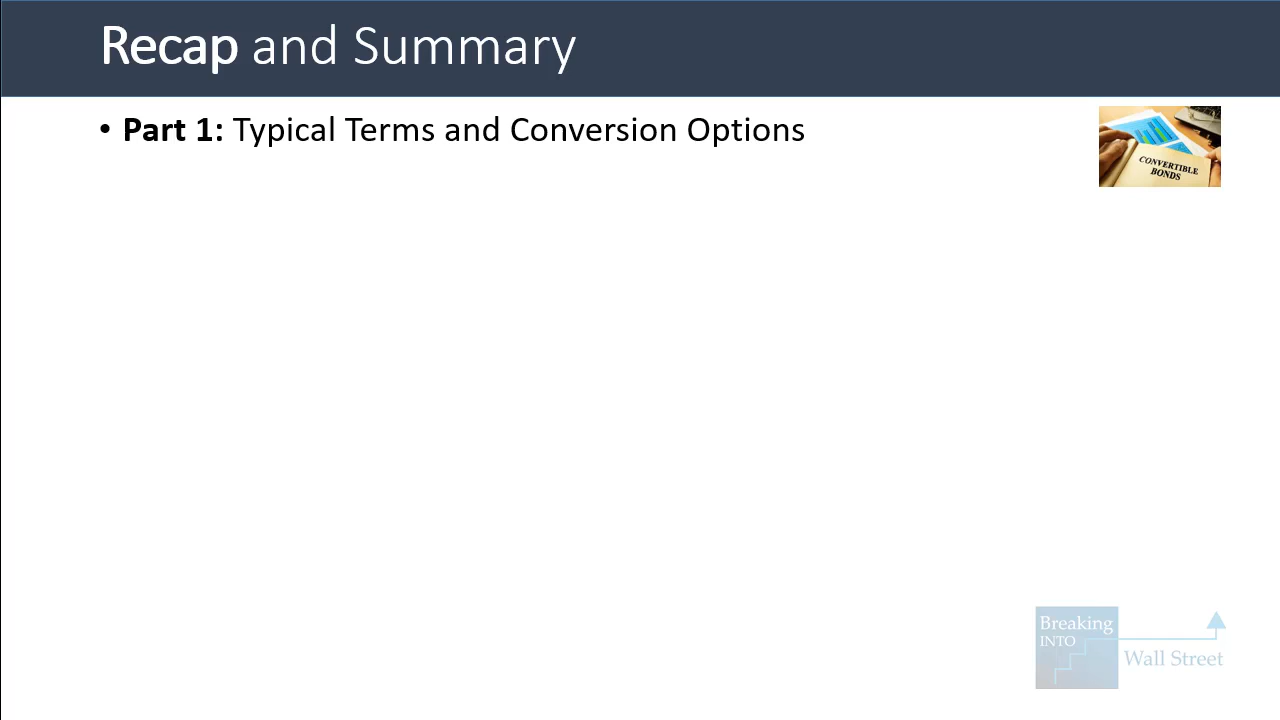 Recap and Summary
• Part 1: Typical Terms and Conversion Options
CONVERTIBLE
BONDS
Breaking
INTO
Wall Street